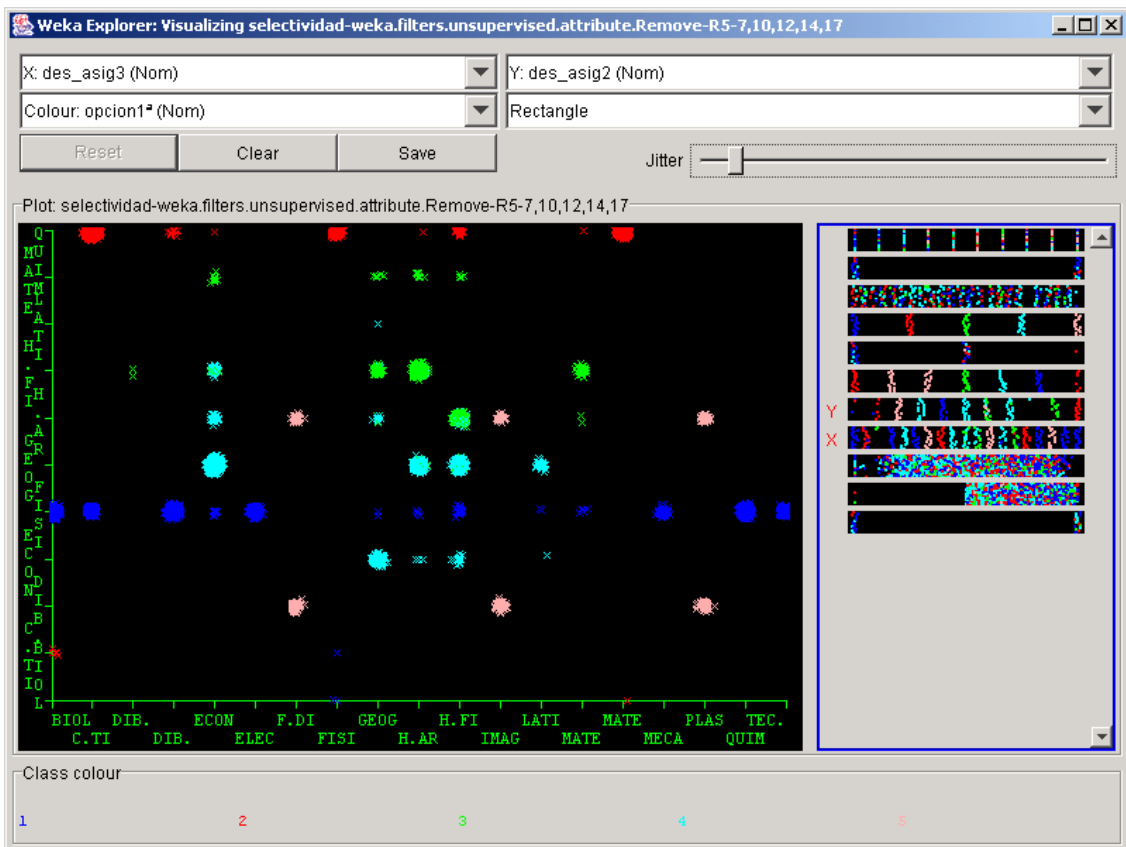 Weka Explorer: Visualizing selectividad-weka.filters.unsupervised.attribute.Remove-R5-7,10,12,14,17
X: des_asig3 (Nom)
Y: des_asig2 (Nom)
Colour: opcion1ª (Nom)
Rectangle
Reset
Clear
Save
Jitter
Plot: selectividad-weka.filters.unsupervised.attribute.Remove-R5-7,10,12,14,17
Y
X
BIOL DIB. ECON F.DI GEOG H.FI LATI MATE PLAS TEC.
C.TI DIB. ELEC FISI H.AR IMAG MATE MECA QUIM
Class colour
1 2 3 4 5